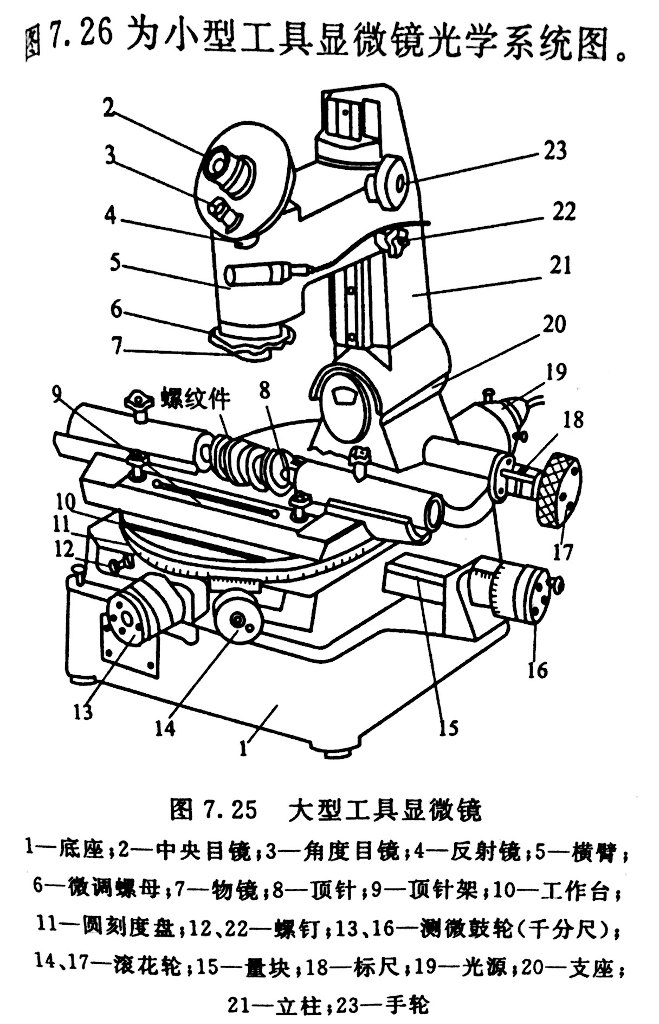 图7.26为小型工具显微镜光学系统图。
2
3
4
5
6
7
9
螺纹件
8
10
11
12
13
14
1
15
16
17
18
19
20
21
22
23
图 7.25 大型工具显微镜
1—底座;2—中央目镜;3—角度目镜;4—反射镜;5—横臂;
6—微调螺母;7—物镜;8—顶针;9—顶针架;10—工作台;
11—圆刻度盘;12、22—螺钉;13、16—测微鼓轮(千分尺);
14、17—滚花轮;15—量块;18—标尺;19—光源;20—支座;
21—立柱;23—手轮